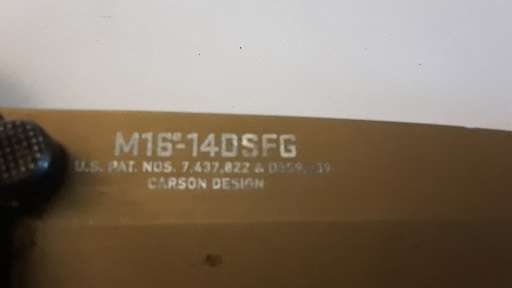 M16®-14DSFG
U.S. PAT. NOS. 7,437,822 &
CARSON DESIGN